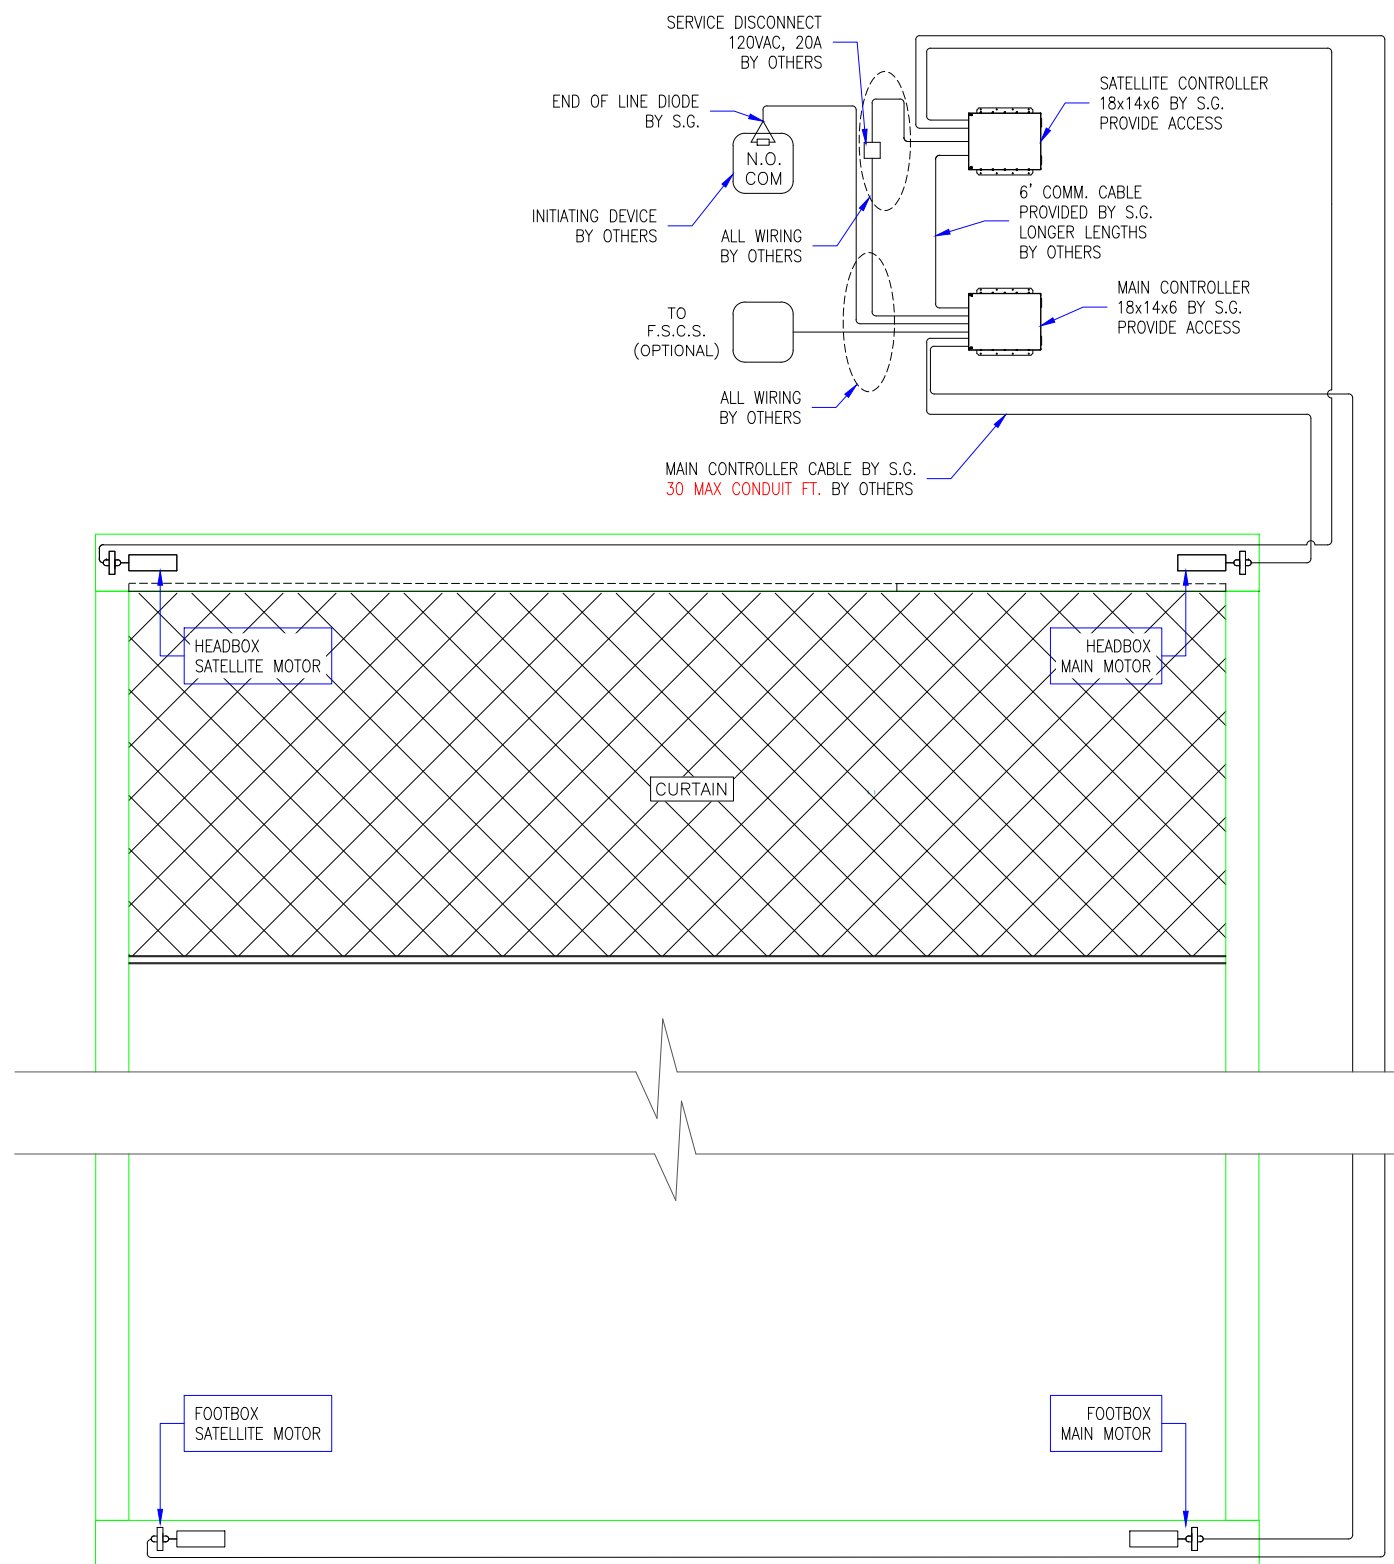 SERVICE DISCONNECT
120VAC, 20A
BY OTHERS
END OF LINE DIODE
BY S.G.
SATELLITE CONTROLLER
18x14x6 BY S.G.
PROVIDE ACCESS
N.O.
COM
INITIATING DEVICE
BY OTHERS
ALL WIRING
BY OTHERS
6' COMM. CABLE
PROVIDED BY S.G.
LONGER LENGTHS
BY OTHERS
MAIN CONTROLLER
18x14x6 BY S.G.
PROVIDE ACCESS
TO
F.S.C.S.
(OPTIONAL)
ALL WIRING
BY OTHERS
MAIN CONTROLLER CABLE BY S.G.
30 MAX CONDUIT FT. BY OTHERS
HEADBOX
SATELLITE MOTOR
HEADBOX
MAIN MOTOR
CURTAIN
FOOTBOX
SATELLITE MOTOR
FOOTBOX
MAIN MOTOR